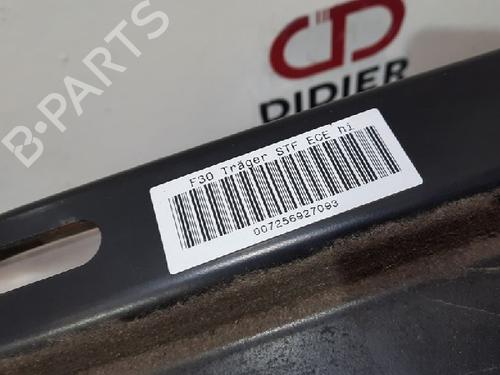 DIDIER
B-PARTS
F30 Träger STF ECE hi
007256927093